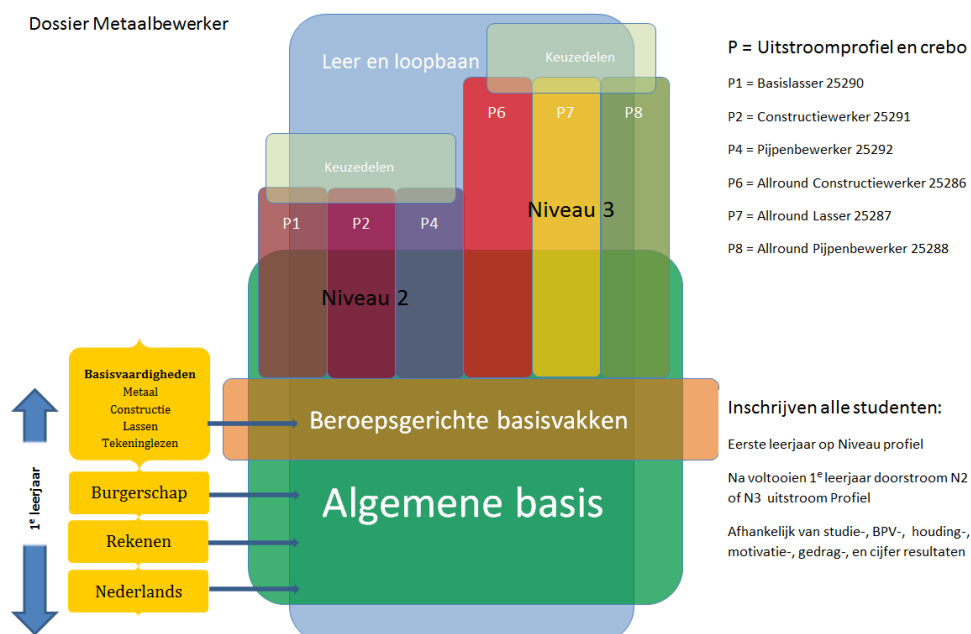 Dossier Metaalbewerker
Leer en loopbaan
Keuzedelen
P6
P7
P8
Keuzedelen
P1
P2
P4
Niveau 3
Niveau 2
P = Uitstroomprofiel en crebo
P1 = Basislasser 25290
P2 = Constructiewerker 25291
P4 = Pijpenbewerker 25292
P6 = Allround Constructiewerker 25286
P7 = Allround Lasser 25287
P8 = Allround Pijpenbewerker 25288
Basisvaardigheden
Metaal
Constructie
Lassen
Tekeninglezen
Burgerschap
Rekenen
Nederlands
1e leerjaar
Beroepsgerichte basisvakken
Algemene basis
Inschrijven alle studenten:
Eerste leerjaar op Niveau profiel
Na voltooien 1e leerjaar doorstroom N2
of N3 uitstroom Profiel
Afhankelijk van studie-, BPV-, houding-,
motivatie-, gedrag-, en cijfer resultaten